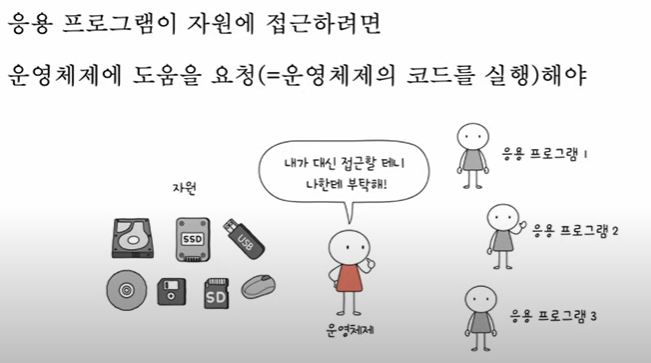 응용 프로그램이 자원에 접근하려면
운영체제에 도움을 요청(=운영체제의 코드를 실행)해야
내가 대신 접근할 테니
나한테 부탁해!
자원
SSD
USB
SD
운영체제
응용 프로그램 1
응용 프로그램 2
응용 프로그램 3